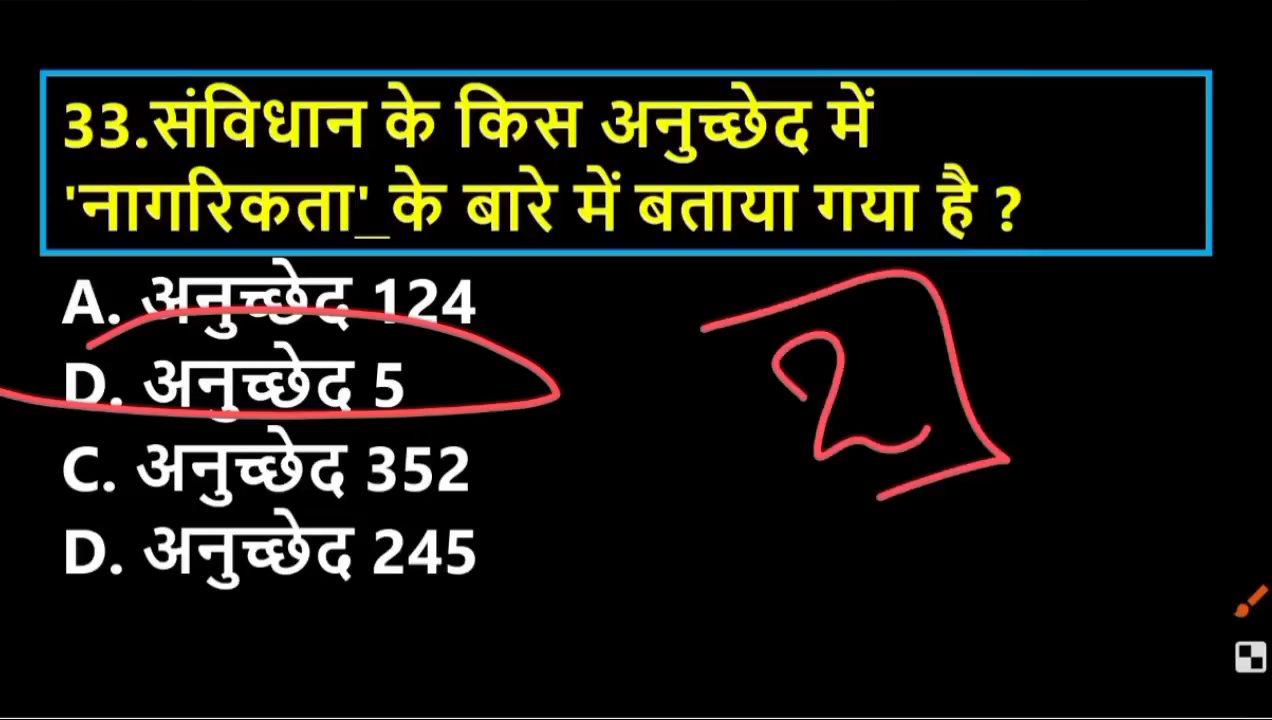 33.संविधान के किस अनुच्छेद में
'नागरिकता'_के बारे में बताया गया है ?
A. अनुच्छेद 124
D. अनुच्छेद 5
C. अनुच्छेद 352
D. अनुच्छेद 245